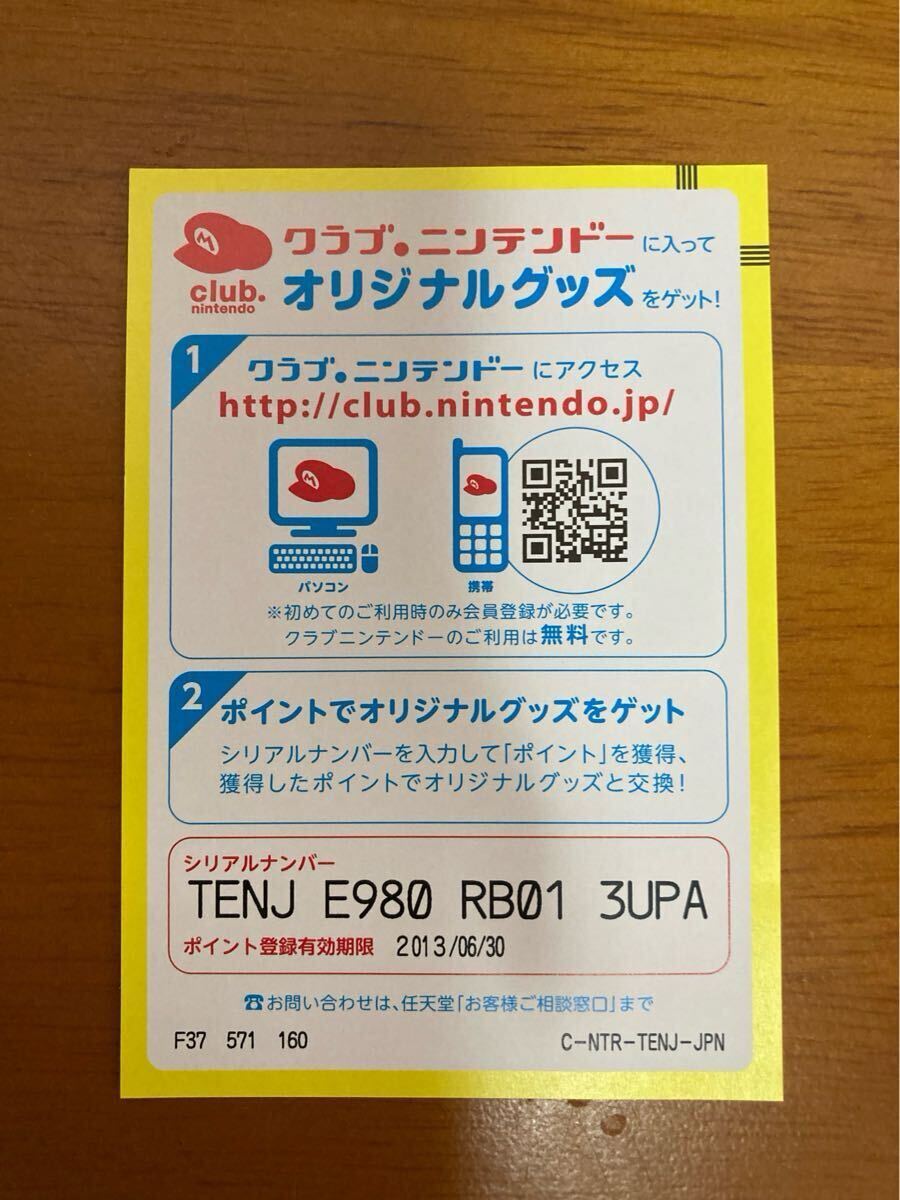 クラブ。ニンテンドーに入って
club.
nintendo
オリジナルグッズをゲット!
1
クラブ。ニンテンドーにアクセス
http://club.nintendo.jp/
M
M
パソコン
携帯
※初めてのご利用時のみ会員登録が必要です。
クラブニンテンドーのご利用は無料です。
2
ポイントでオリジナルグッズをゲット
シリアルナンバーを入力して「ポイント」を獲得、
獲得したポイントでオリジナルグッズと交換!
シリアルナンバー
TENJ E980 RB01 3UPA
ポイント登録有効期限 2013/06/30
☎お問い合わせは、任天堂「お客様ご相談窓口」まで
F37 571 160
C-NTR-TENJ-JPN